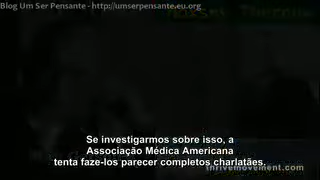 Blog Um Ser Pensante - http://umserpensante.eu.org
Se investigarmos sobre isso, a
Associação Médica Americana
tenta faze-los parecer completos charlatães.
thrivemovement.com